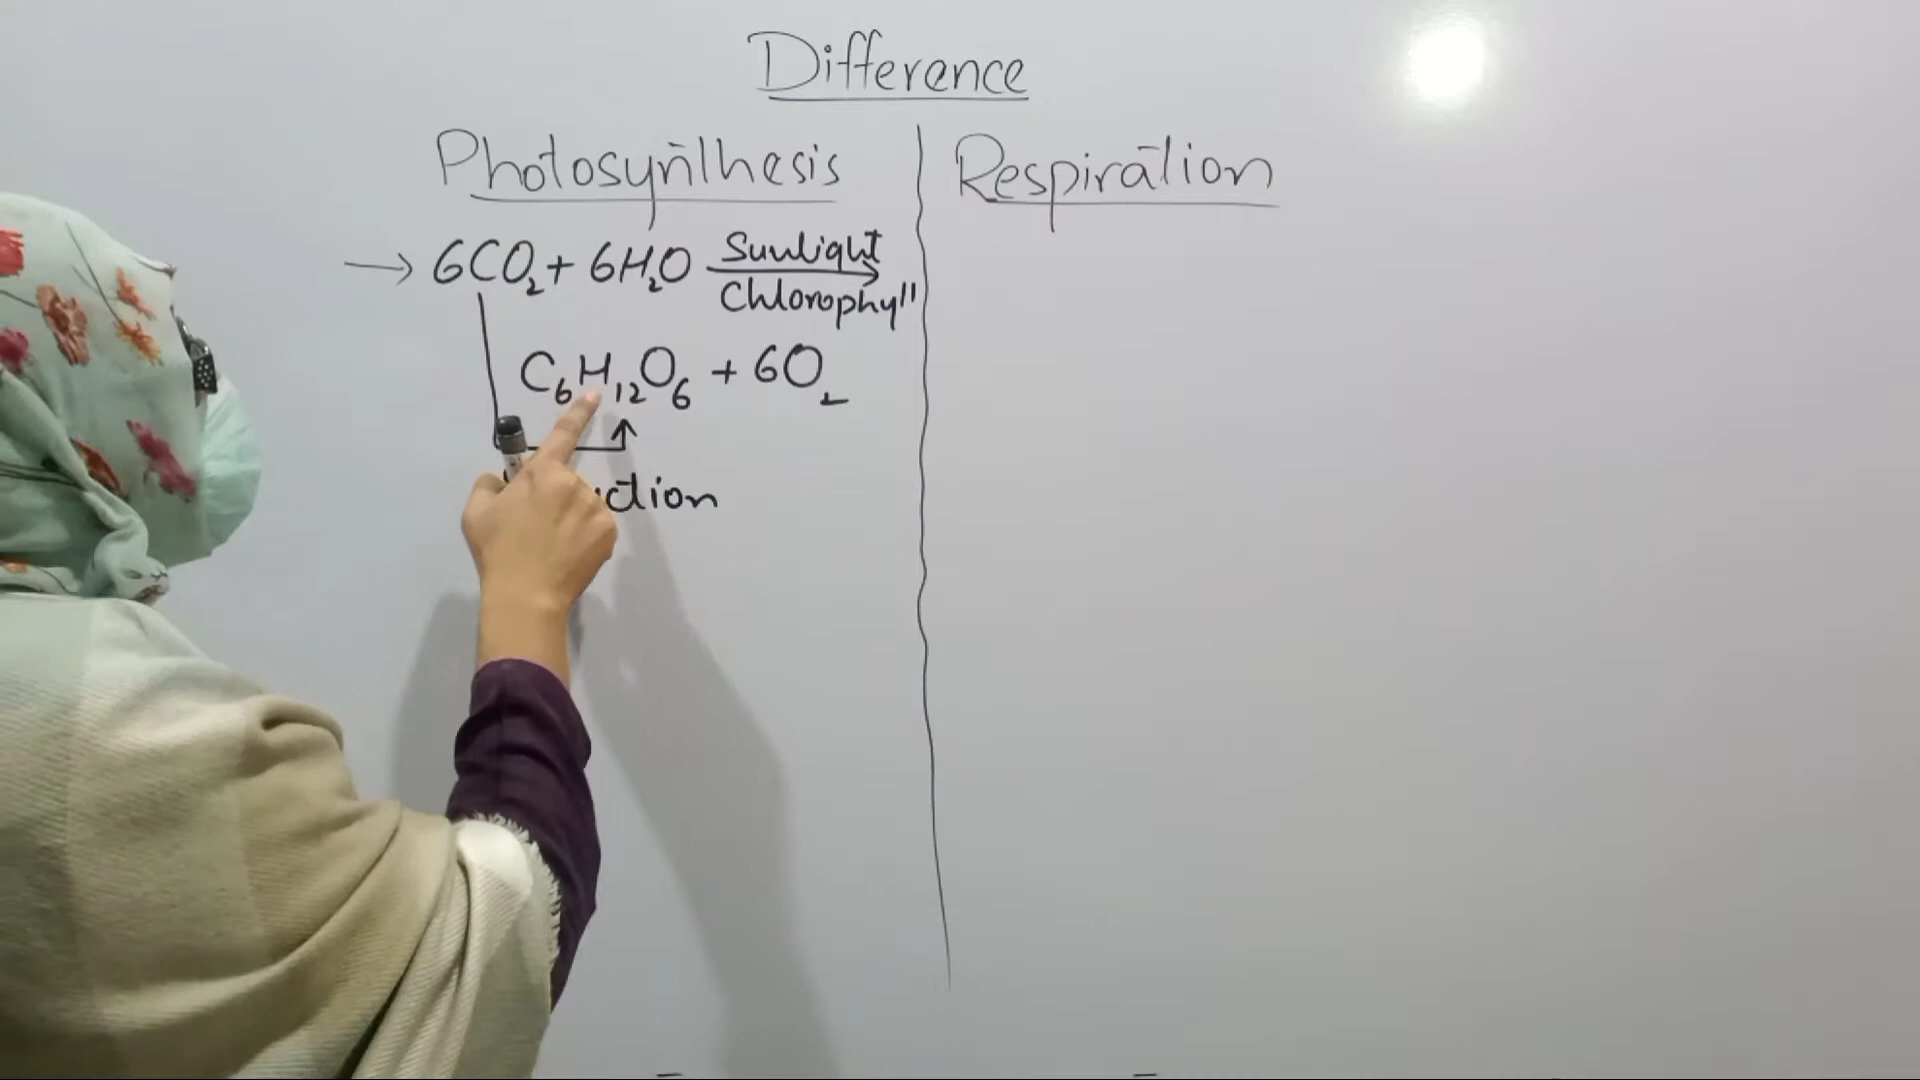 Difference
Photosynthesis
Respiration
→ 6CO₂ + 6H₂O Sunlight
Chlorophyll
C₆H₁₂O₆ + 6O₂